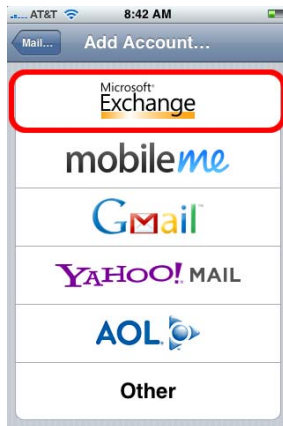 AT&T 8:42 AM
Mail... Add Account...
Microsoft
Exchange
mobileme
Gmail
YAHOO! MAIL
AOL
Other